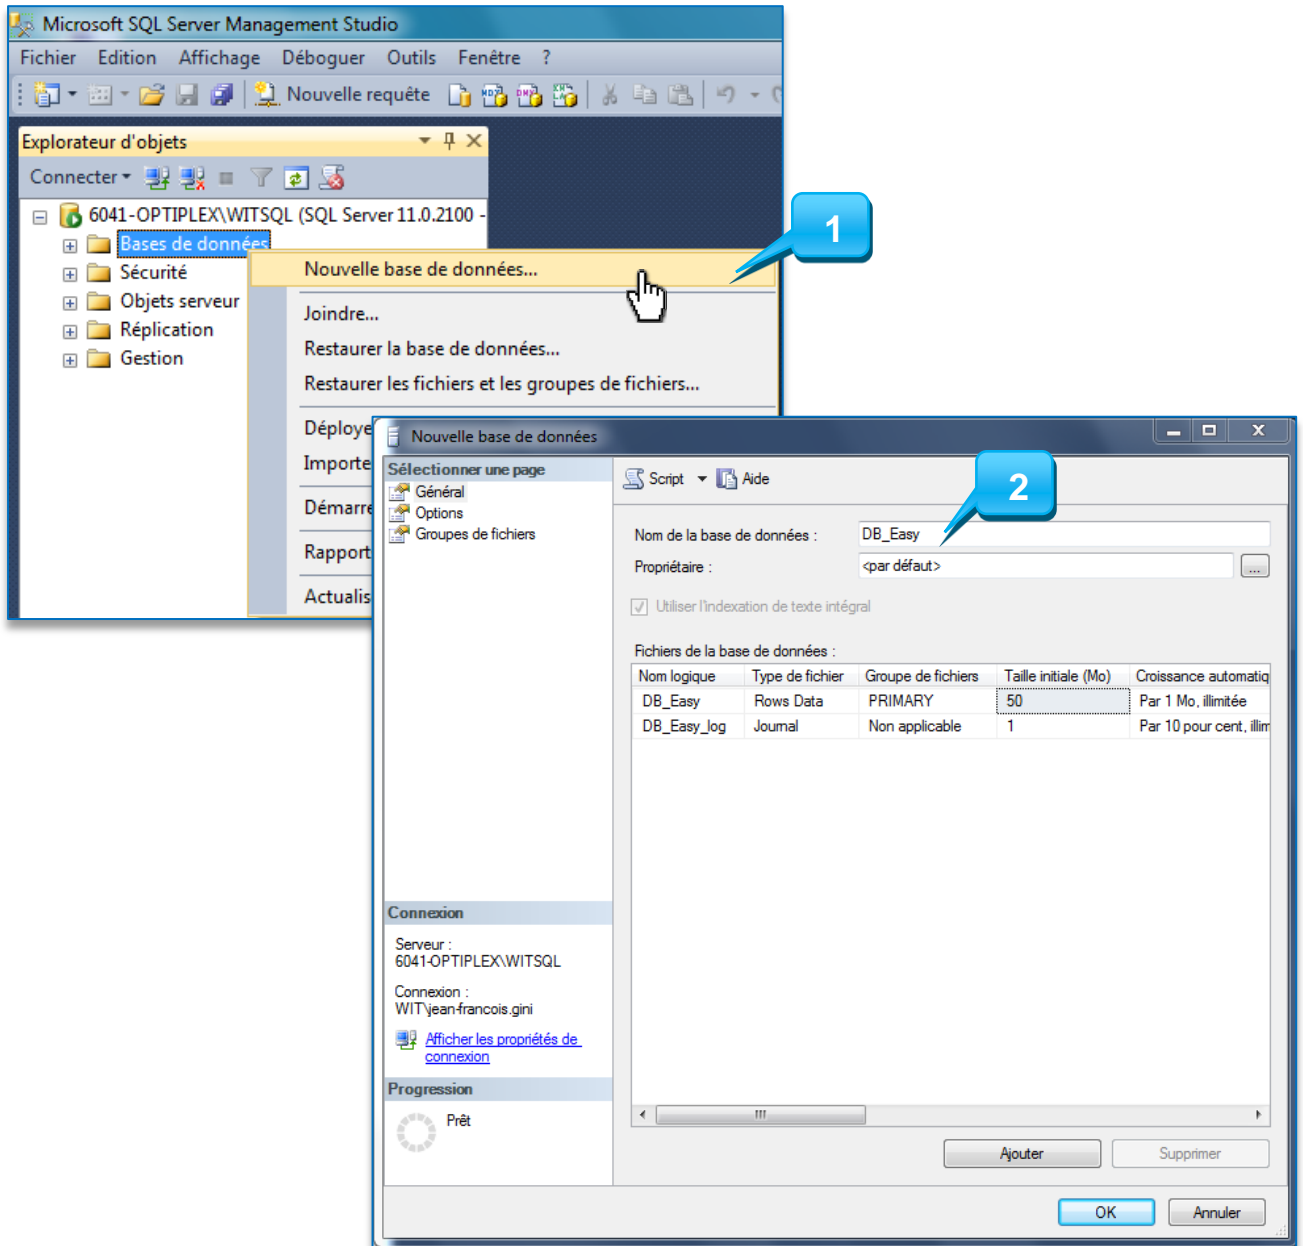 Microsoft SQL Server Management Studio
Fichier Edition Affichage Déboguer Outils Fenêtre ?
Nouvelle requête
Explorateur d'objets
Connecter
6041-OPTIPLEX\WITSQL (SQL Server 11.0.2100 -
1
Bases de données
Sécurité
Objets serveur
Réplication
Gestion
Nouvelle base de données...
Joindre...
Restaurer la base de données...
Restaurer les fichiers et les groupes de fichiers...
Déploye
Importe
Démarre
Rapport
Actualis
Nouvelle base de données
Sélectionner une page
Général
Options
Groupes de fichiers
Script Aide
2
Nom de la base de données : DB_Easy
Propriétaire : <par défaut> ...
Utiliser l'indexation de texte intégral
Fichiers de la base de données :
Nom logique Type de fichier Groupe de fichiers Taille initiale (Mo) Croissance automatiq
DB_Easy Rows Data PRIMARY 50 Par 1 Mo, illimitée
DB_Easy_log Journal Non applicable 1 Par 10 pour cent, illim
Connexion
Serveur :
6041-OPTIPLEX\WITSQL
Connexion :
WIT\jean-francois.gini
Afficher les propriétés de
connexion
Progression
Prêt
Ajouter Supprimer
OK Annuler